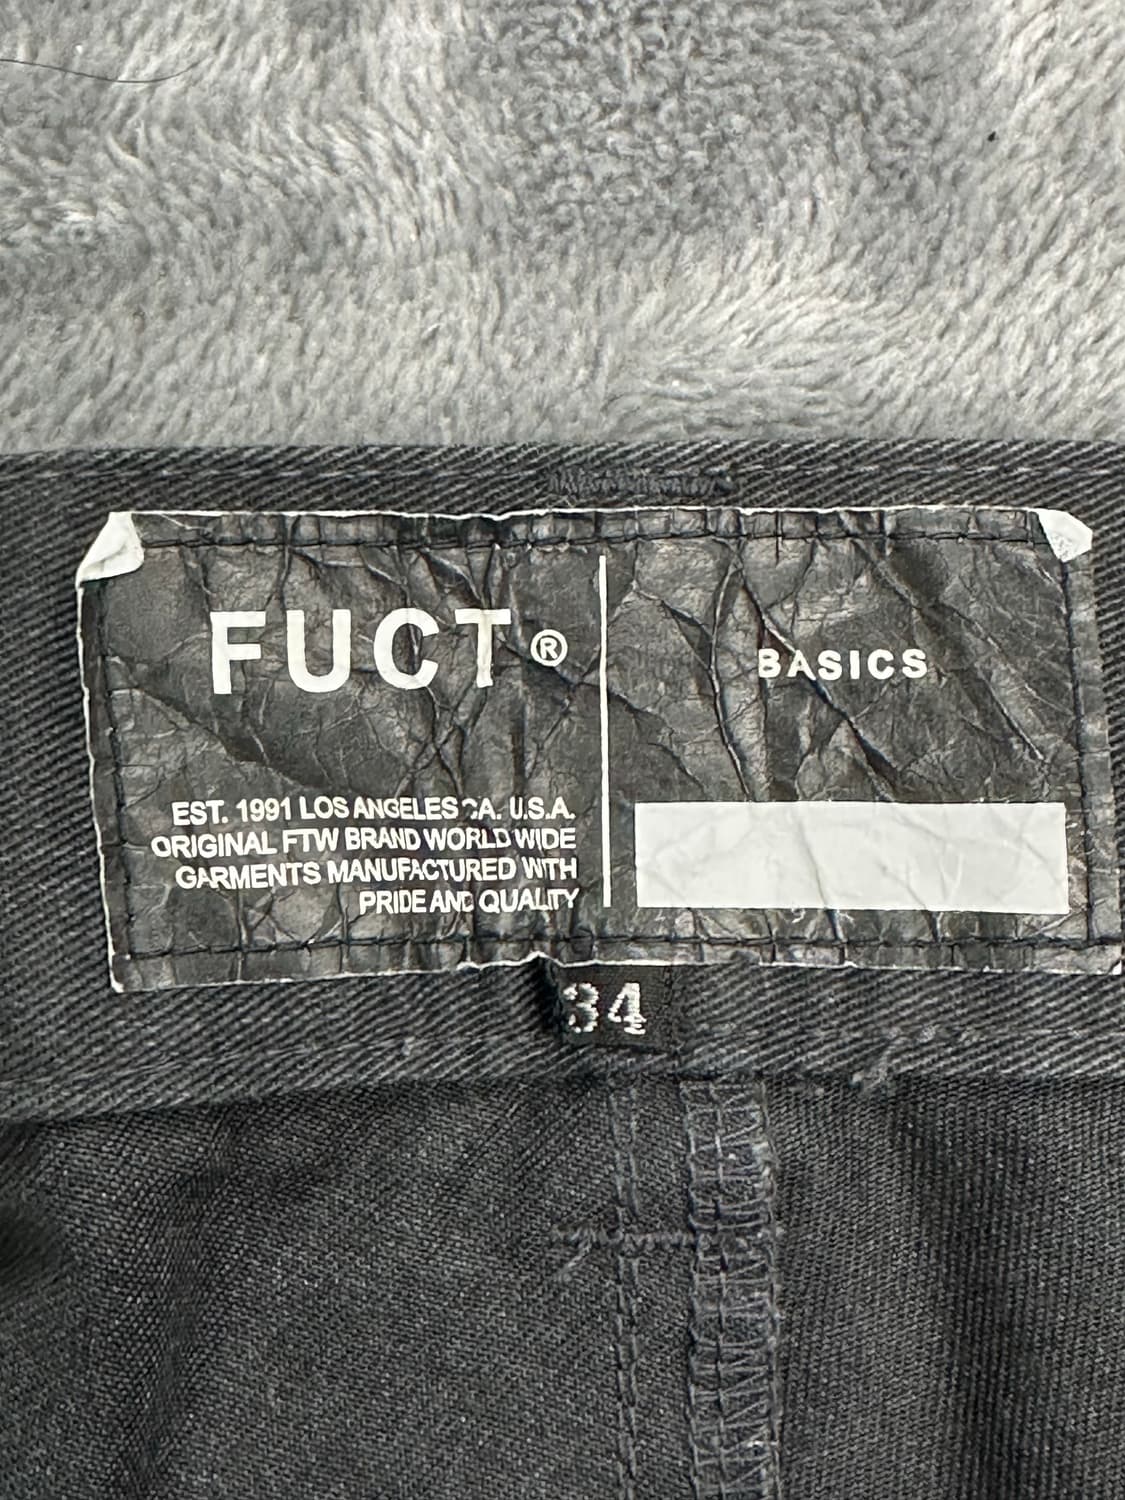 FUCT®
BASICS
EST. 1991 LOS ANGELES CA. U.S.A.
ORIGINAL FTW BRAND WORLD WIDE
GARMENTS MANUFACTURED WITH
PRIDE AND QUALITY
34